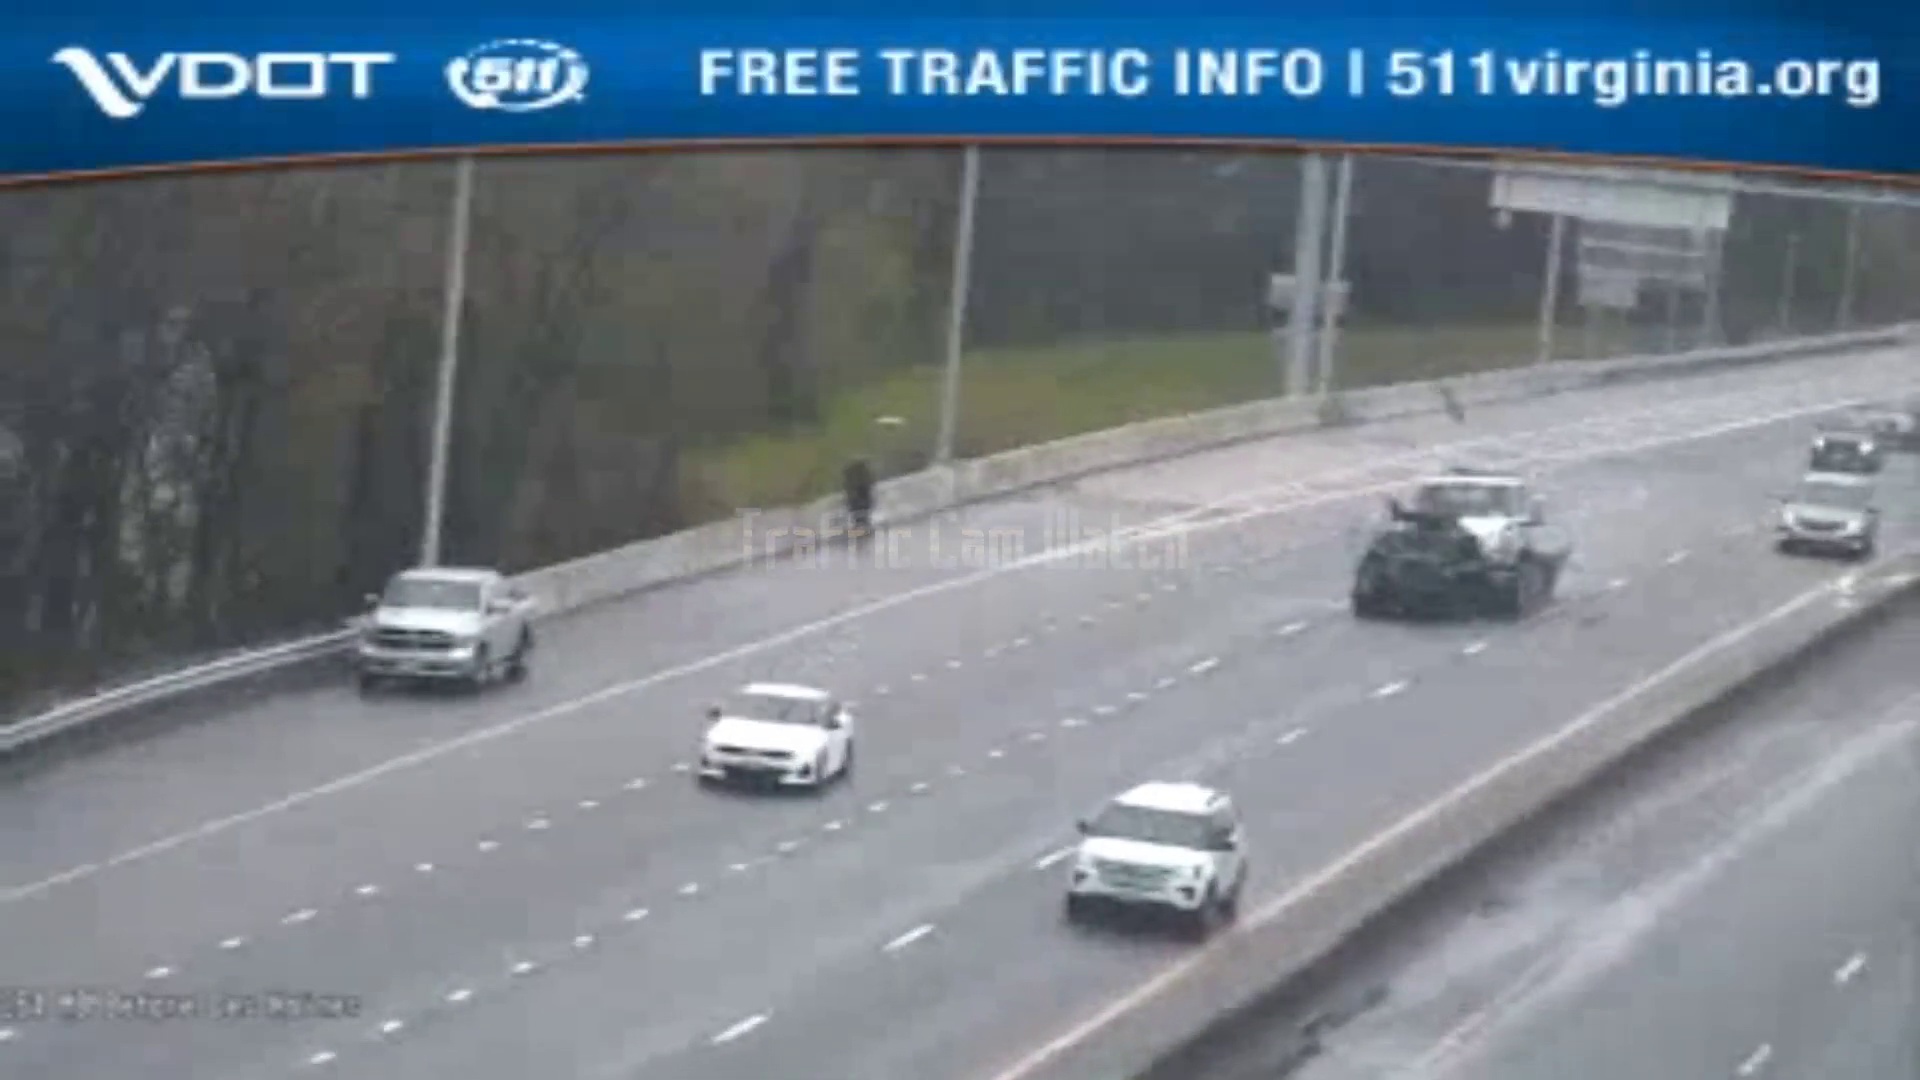 VDOT 511 FREE TRAFFIC INFO | 511virginia.org
Traffic Cam Watch